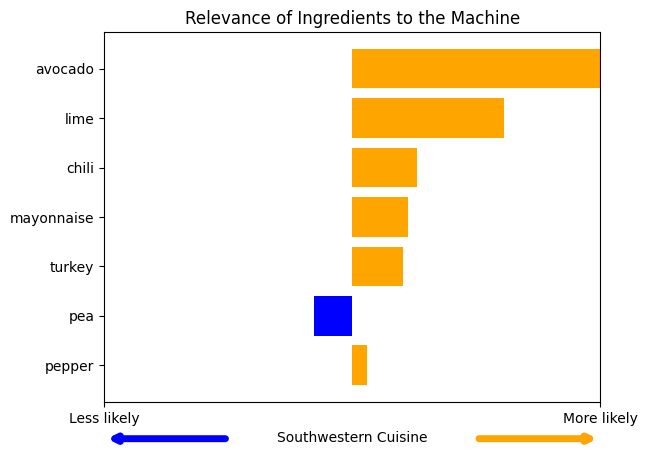 Relevance of Ingredients to the Machine
avocado
lime
chili
mayonnaise
turkey
pea
pepper
Less likely More likely
Southwestern Cuisine